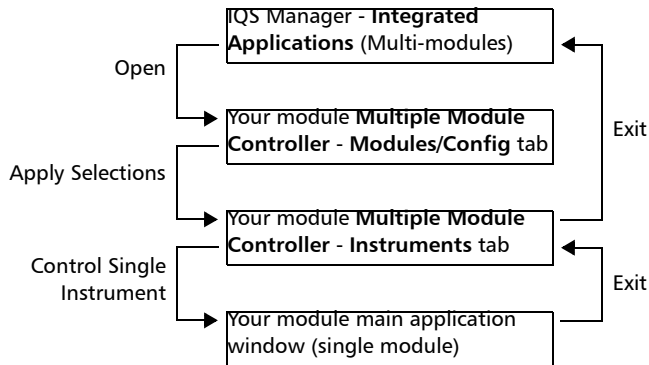 IQS Manager - Integrated
Applications (Multi-modules)
Open
Your module Multiple Module
Controller - Modules/Config tab
Exit
Apply Selections
Your module Multiple Module
Controller - Instruments tab
Control Single
Instrument
Exit
Your module main application
window (single module)